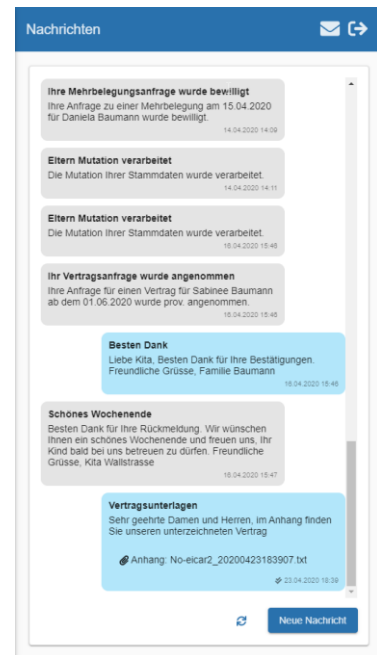 Nachrichten
Ihre Mehrbelegungsanfrage wurde bewilligt
Ihre Anfrage zu einer Mehrbelegung am 15.04.2020
für Daniela Baumann wurde bewilligt.
14.04.2020 14:09
Eltern Mutation verarbeitet
Die Mutation Ihrer Stammdaten wurde verarbeitet.
14.04.2020 14:11
Eltern Mutation verarbeitet
Die Mutation Ihrer Stammdaten wurde verarbeitet.
16.04.2020 15:46
Ihr Vertragsanfrage wurde angenommen
Ihre Anfrage für einen Vertrag für Sabinee Baumann
ab dem 01.06.2020 wurde prov. angenommen.
16.04.2020 15:46
Besten Dank
Liebe Kita, Besten Dank für Ihre Bestätigungen.
Freundliche Grüsse, Familie Baumann
16.04.2020 15:46
Schönes Wochenende
Besten Dank für Ihre Rückmeldung. Wir wünschen
Ihnen ein schönes Wochenende und freuen uns, Ihr
Kind bald bei uns betreuen zu dürfen. Freundliche
Grüsse, Kita Wallstrasse
16.04.2020 15:47
Vertragsunterlagen
Sehr geehrte Damen und Herren, im Anhang finden
Sie unseren unterzeichneten Vertrag
Anhang: No-eicar2_20200423183907.txt
23.04.2020 18:39
Neue Nachricht